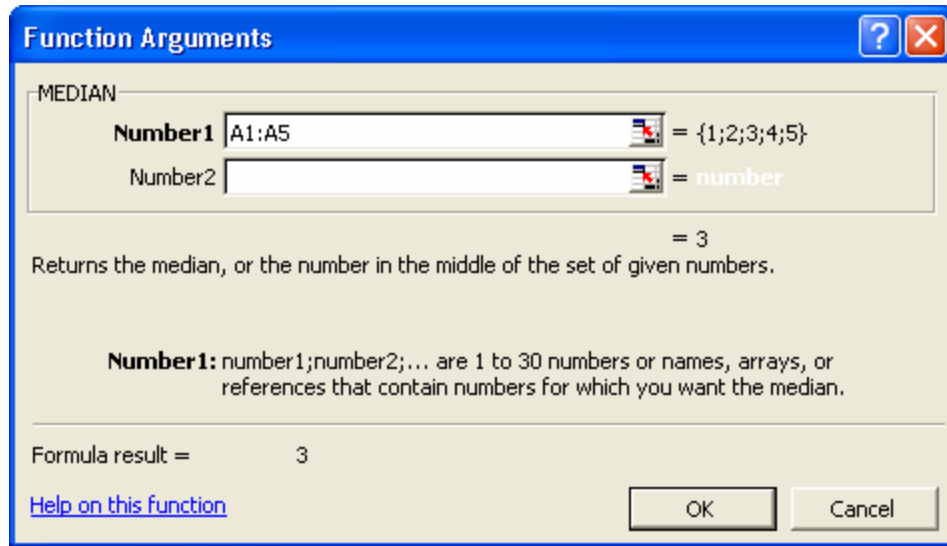 Function Arguments
MEDIAN
Number1 A1:A5 = {1;2;3;4;5}
Number2 = number
= 3
Returns the median, or the number in the middle of the set of given numbers.
Number1: number1;number2;... are 1 to 30 numbers or names, arrays, or
references that contain numbers for which you want the median.
Formula result = 3
Help on this function OK Cancel